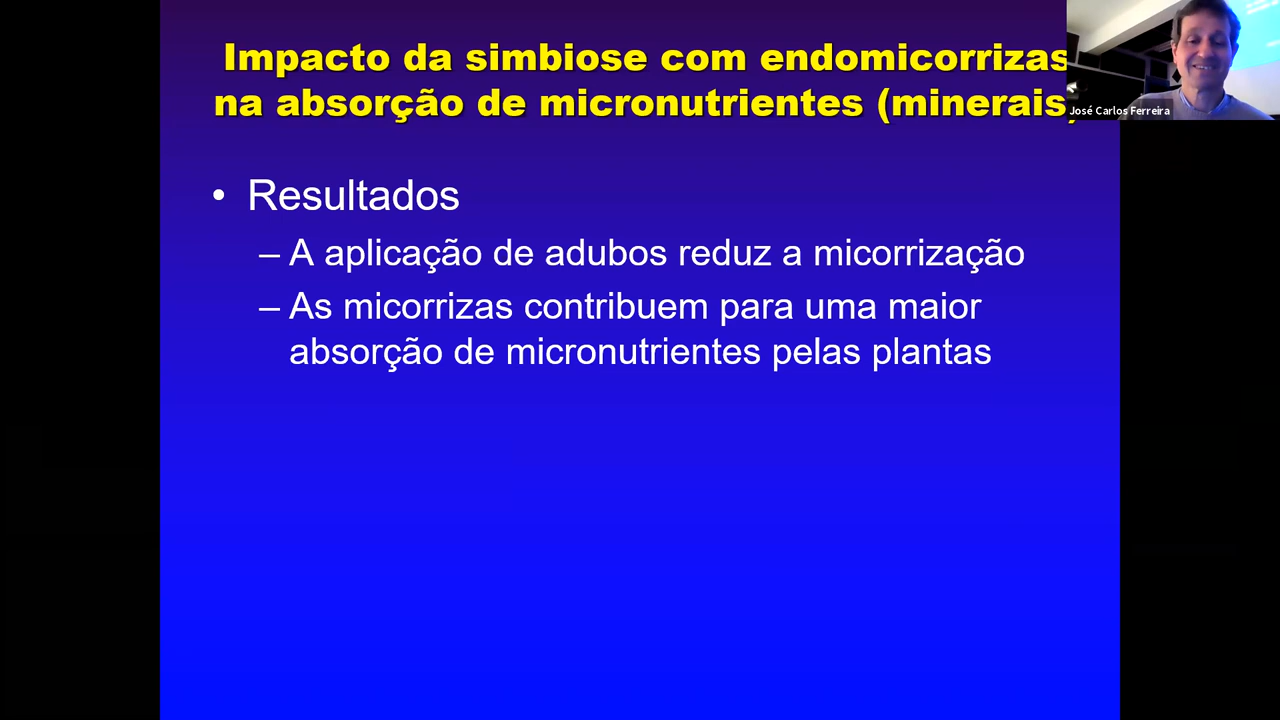 Impacto da simbiose com endomicorrizas
na absorção de micronutrientes (minerais)
José Carlos Ferreira
• Resultados
– A aplicação de adubos reduz a micorrização
– As micorrizas contribuem para uma maior
absorção de micronutrientes pelas plantas